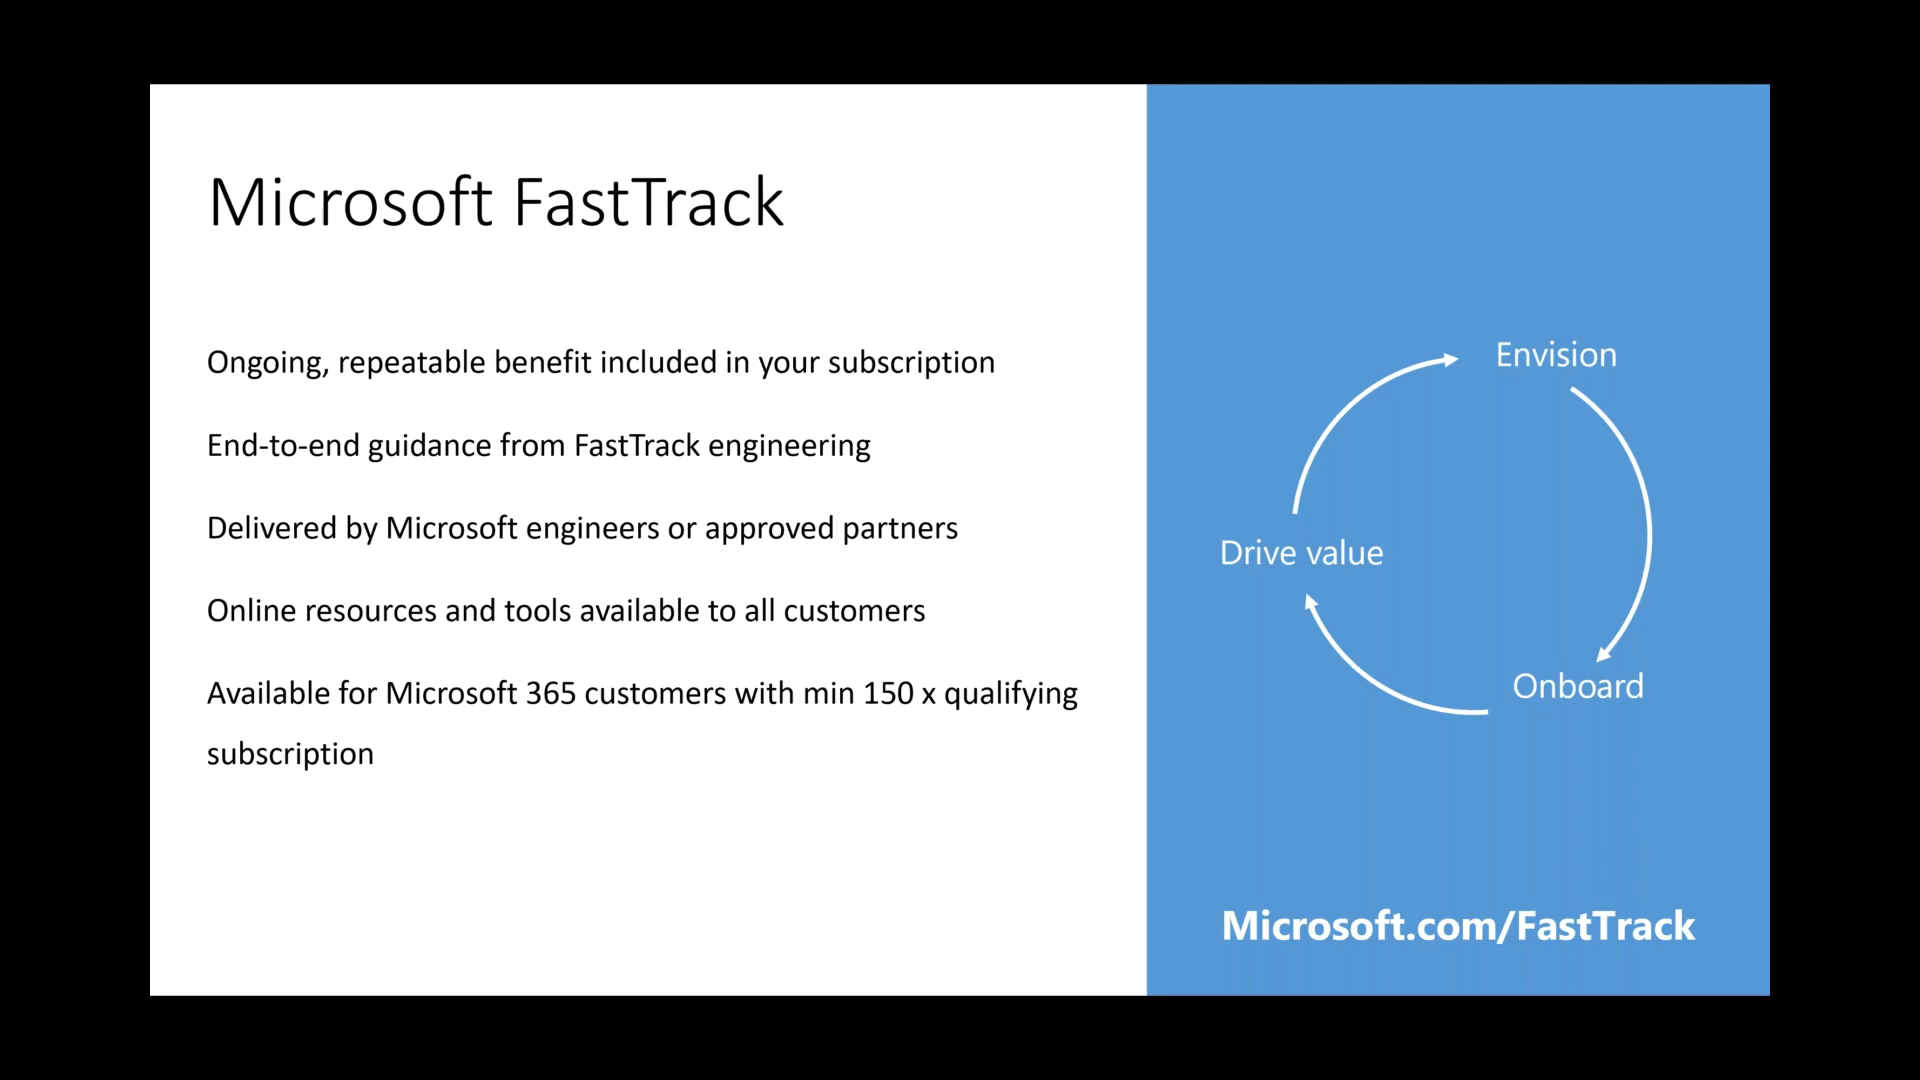 Microsoft FastTrack
Ongoing, repeatable benefit included in your subscription
End-to-end guidance from FastTrack engineering
Delivered by Microsoft engineers or approved partners
Online resources and tools available to all customers
Available for Microsoft 365 customers with min 150 x qualifying
subscription
Envision
Drive value
Onboard
Microsoft.com/FastTrack